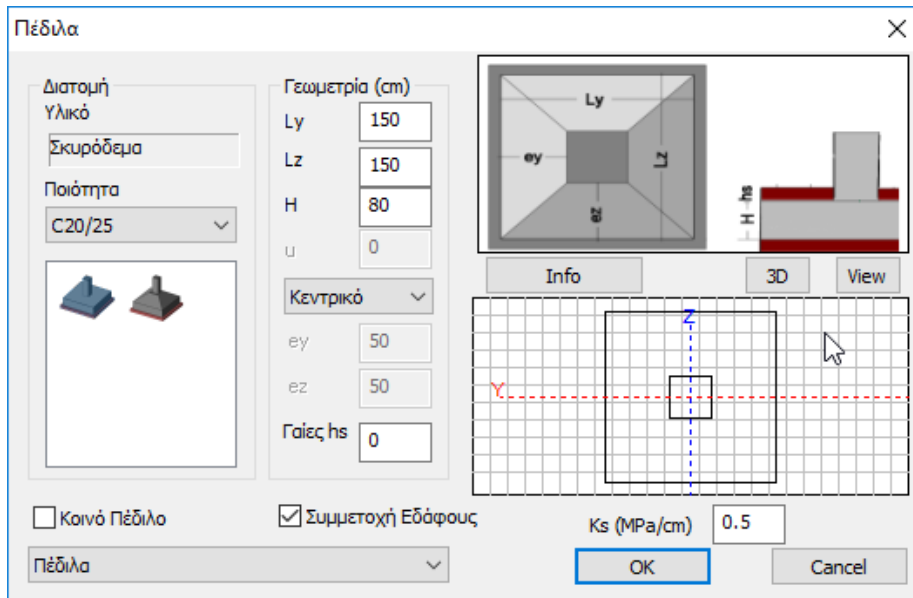 Πέδιλα
Διατομή
Υλικό
Σκυρόδεμα
Ποιότητα
C20/25
Γεωμετρία (cm)
Ly 150
Lz 150
H 80
u 0
Κεντρικό
ey 50
ez 50
Γαίες hs 0
Ly
ey
Lz
ez
H hs
Info
3D
View
Z
Y
Κοινό Πέδιλο
Συμμετοχή Εδάφους
Ks (MPa/cm) 0.5
Πέδιλα
OK
Cancel